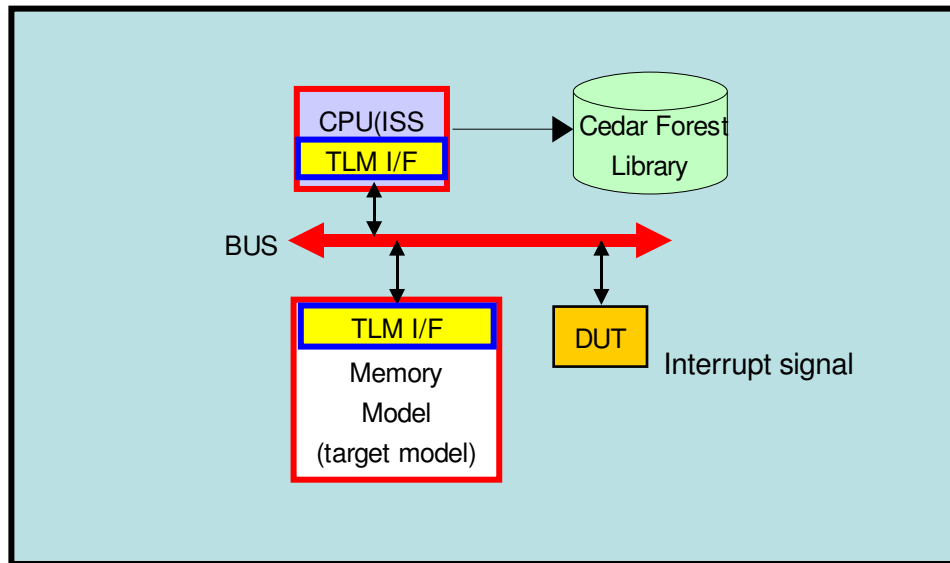 CPU(ISS
TLM I/F
Cedar Forest
Library
BUS
TLM I/F
Memory
Model
(target model)
DUT
Interrupt signal